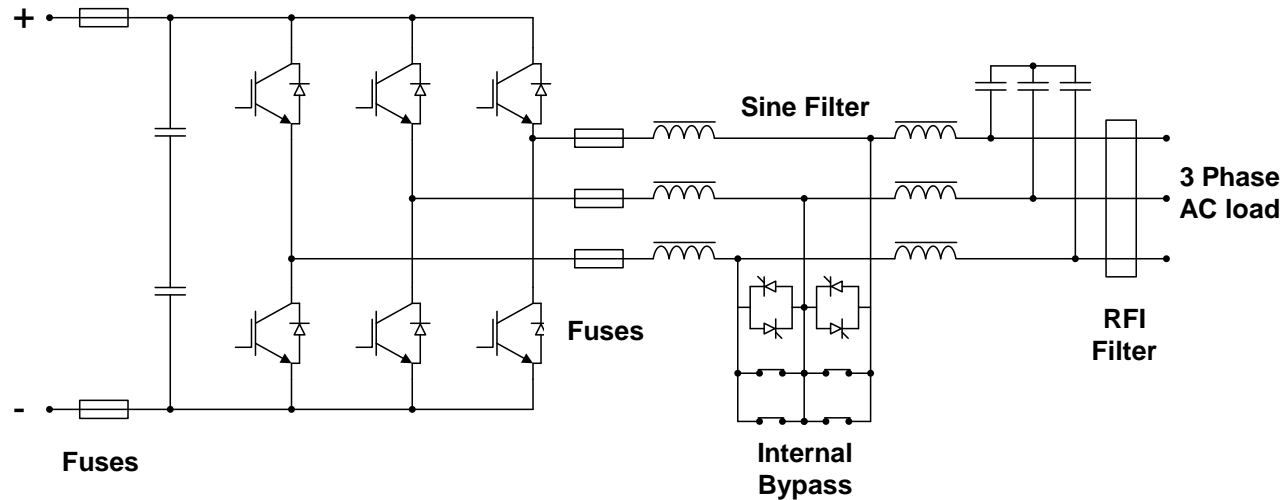 +
Sine Filter
3 Phase
AC load
Fuses
RFI
Filter
-
Fuses
Internal
Bypass